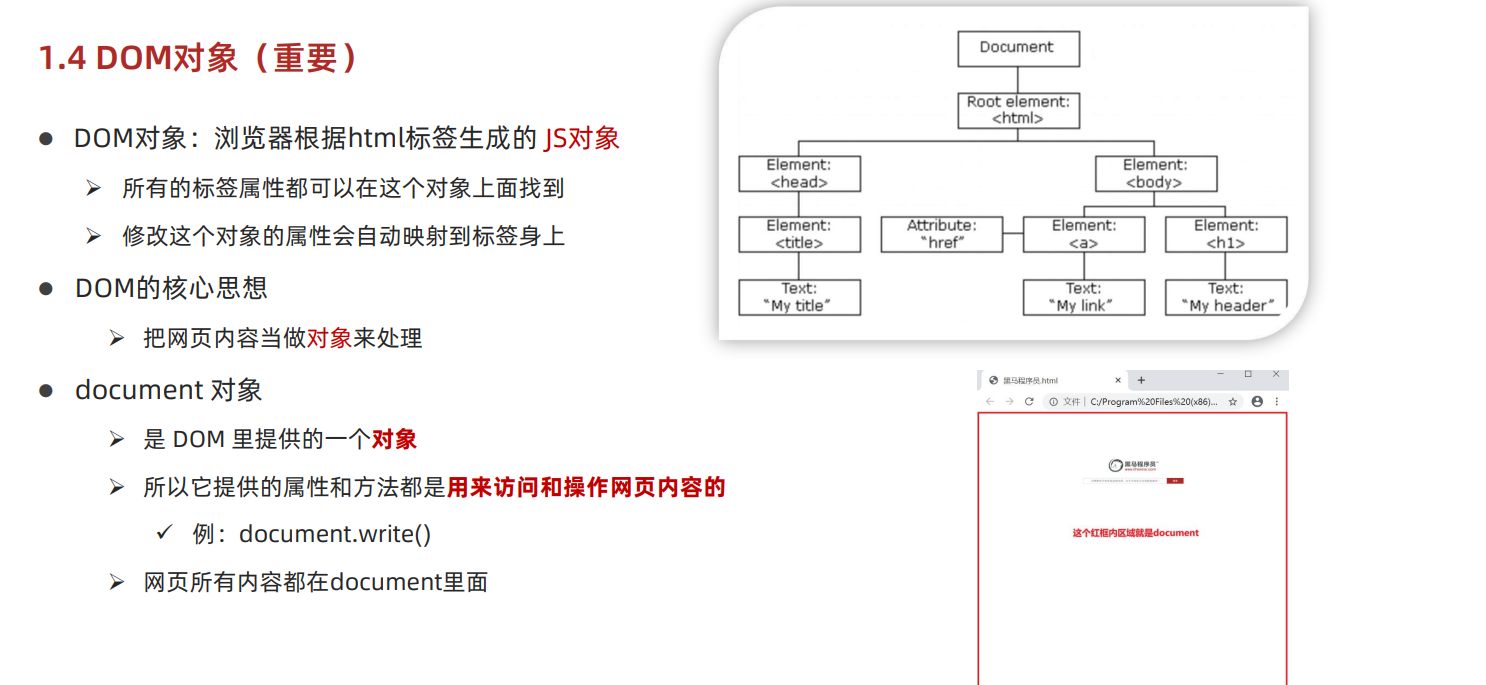 1.4 DOM对象（重要）
DOM对象：浏览器根据html标签生成的 JS对象
所有的标签属性都可以在这个对象上面找到
修改这个对象的属性会自动映射到标签身上
DOM的核心思想
把网页内容当做对象来处理
document 对象
是 DOM 里提供的一个对象
所以它提供的属性和方法都是用来访问和操作网页内容的
例：document.write()
网页所有内容都在document里面
Document
Root element:
<html>
Element:
<head>
Element:
<body>
Element:
<title>
Attribute:
“href”
Element:
<a>
Element:
<h1>
Text:
“My title”
Text:
“My link”
Text:
“My header”
黑马程序员.html
文件 | C:/Program%20Files%20(x86)...
黑马程序员
这个红框内区域就是document